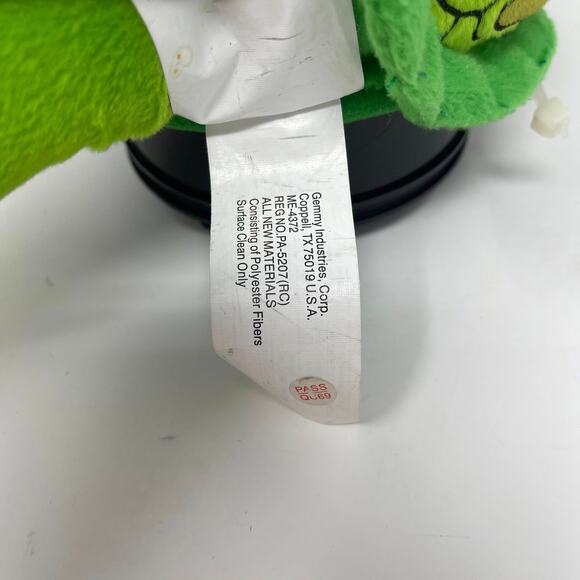 Gemmy Industries, Corp.
Coppell, TX 75019 U.S.A.
ME-4372
REG NO.PA-5207(RC)
ALL NEW MATERIALS
Consisting of Polyester Fibers
Surface Clean Only
PASS
QC69